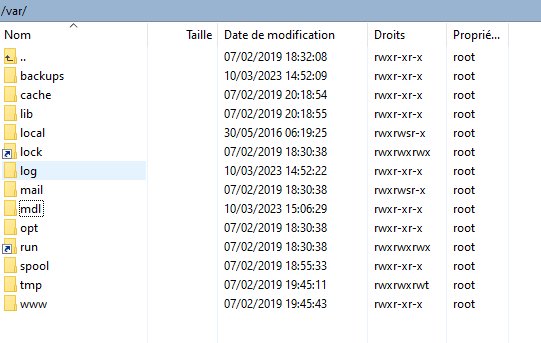 /var/
Nom Taille Date de modification Droits Proprié...
.. 07/02/2019 18:32:08 rwxr-xr-x root
backups 10/03/2023 14:52:09 rwxr-xr-x root
cache 07/02/2019 20:18:54 rwxr-xr-x root
lib 07/02/2019 20:18:55 rwxr-xr-x root
local 30/05/2016 06:19:25 rwxrwsr-x root
lock 07/02/2019 18:30:38 rwxrwxrwx root
log 10/03/2023 14:52:22 rwxr-xr-x root
mail 07/02/2019 18:30:38 rwxrwsr-x root
mdl 10/03/2023 15:06:29 rwxr-xr-x root
opt 07/02/2019 18:30:38 rwxr-xr-x root
run 07/02/2019 18:30:38 rwxrwxrwx root
spool 07/02/2019 18:55:33 rwxr-xr-x root
tmp 07/02/2019 19:45:11 rwxrwxrwt root
www 07/02/2019 19:45:43 rwxr-xr-x root